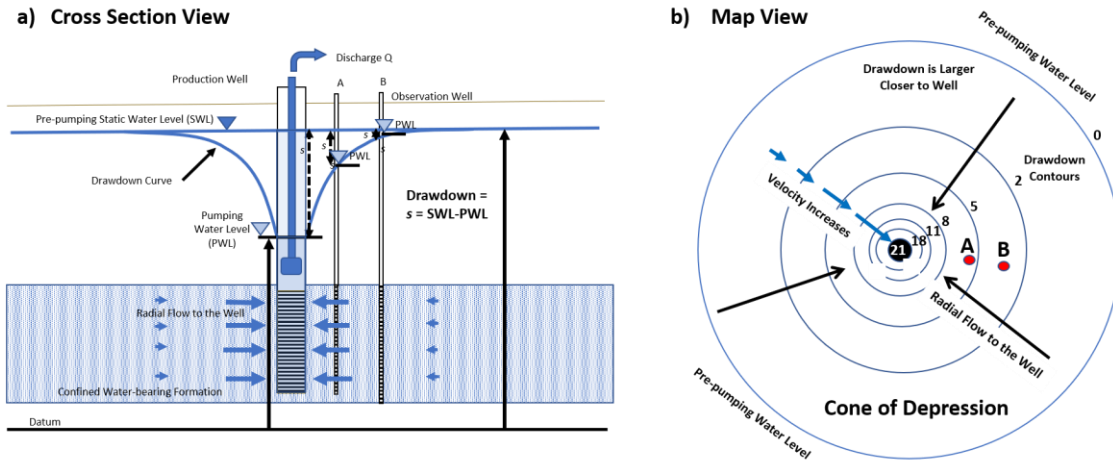 a) Cross Section View
Discharge Q
Production Well
A
B
Observation Well
Pre-pumping Static Water Level (SWL)
PWL
s
s
s
PWL
s
Drawdown Curve
Drawdown =
s = SWL-PWL
Pumping
Water Level
(PWL)
Radial Flow to the Well
Confined Water-bearing Formation
Datum
b) Map View
Pre-pumping Water Level
Drawdown is Larger
Closer to Well
0
Drawdown
Contours
2
Velocity Increases
5
8
11
18
21
A
B
Radial Flow to the Well
Pre-pumping Water Level
Cone of Depression